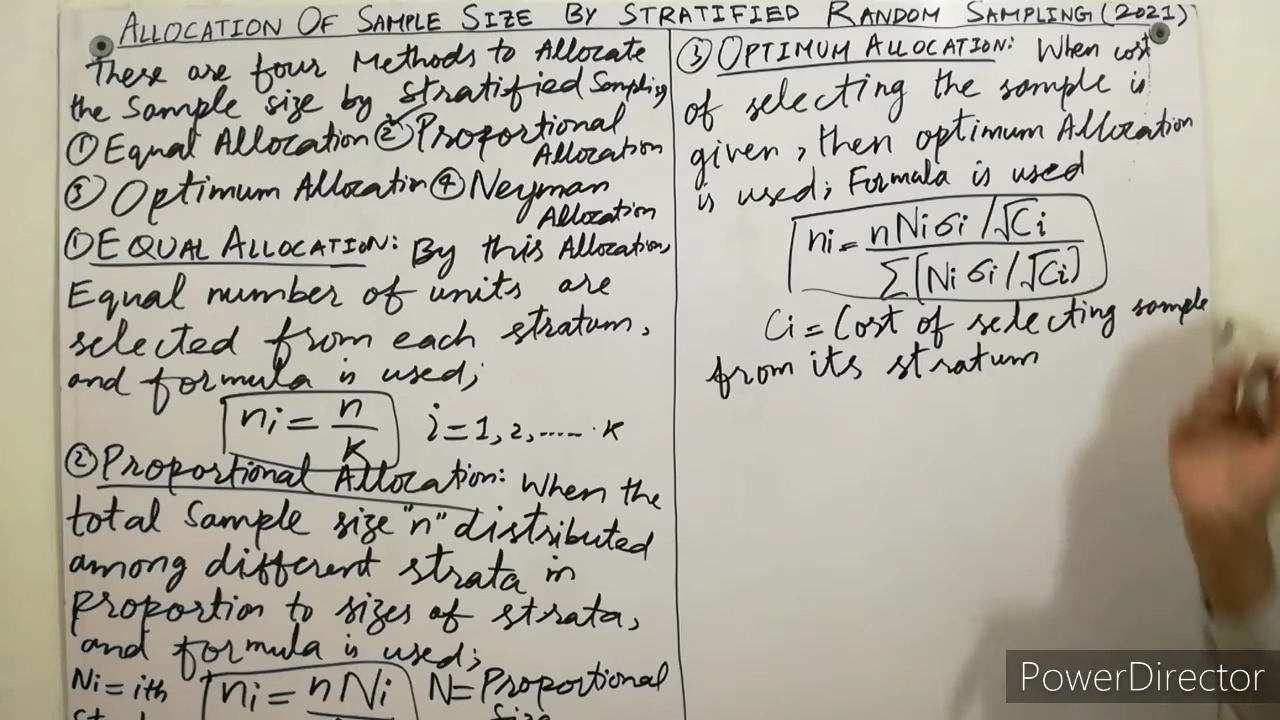 ALLOCATION OF SAMPLE SIZE BY STRATIFIED RANDOM SAMPLING (2021)
These are four Methods to Allocate
the Sample size by stratified Sampling
① Equal Allocation ② Proportional
Allocation
③ Optimum Allocatin ④ Neyman
Allocation
① EQUAL ALLOCATION: By this Allocation,
Equal number of units are
selected from each stratum,
and formula is used;
ni = n/k i = 1, 2, ..... k
② Proportional Allocation: When the
total Sample size "n" distributed
among different strata in
proportion to sizes of strata,
and formula is used;
Ni = ith ni = nNi N = Proportional
Size
③ OPTIMUM ALLOCATION: When cost
of selecting the sample is
given, then optimum Allocation
is used; Formula is used
ni = nNiσi/√Ci / Σ[Niσi/√Ci]
Ci = Cost of selecting sample
from its stratum
PowerDirector